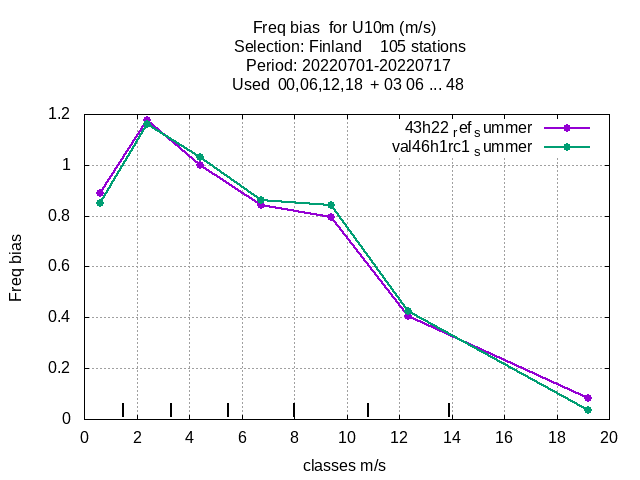 Freq bias  for U10m (m/s)
Selection: Finland    105 stations
Period: 20220701-20220717
Used  00,06,12,18  + 03 06 ... 48
43h22 ref summer
val46h1rc1 summer
1.2
1
0.8
0.6
0.4
0.2
0
Freq bias
0 2 4 6 8 10 12 14 16 18 20
classes m/s